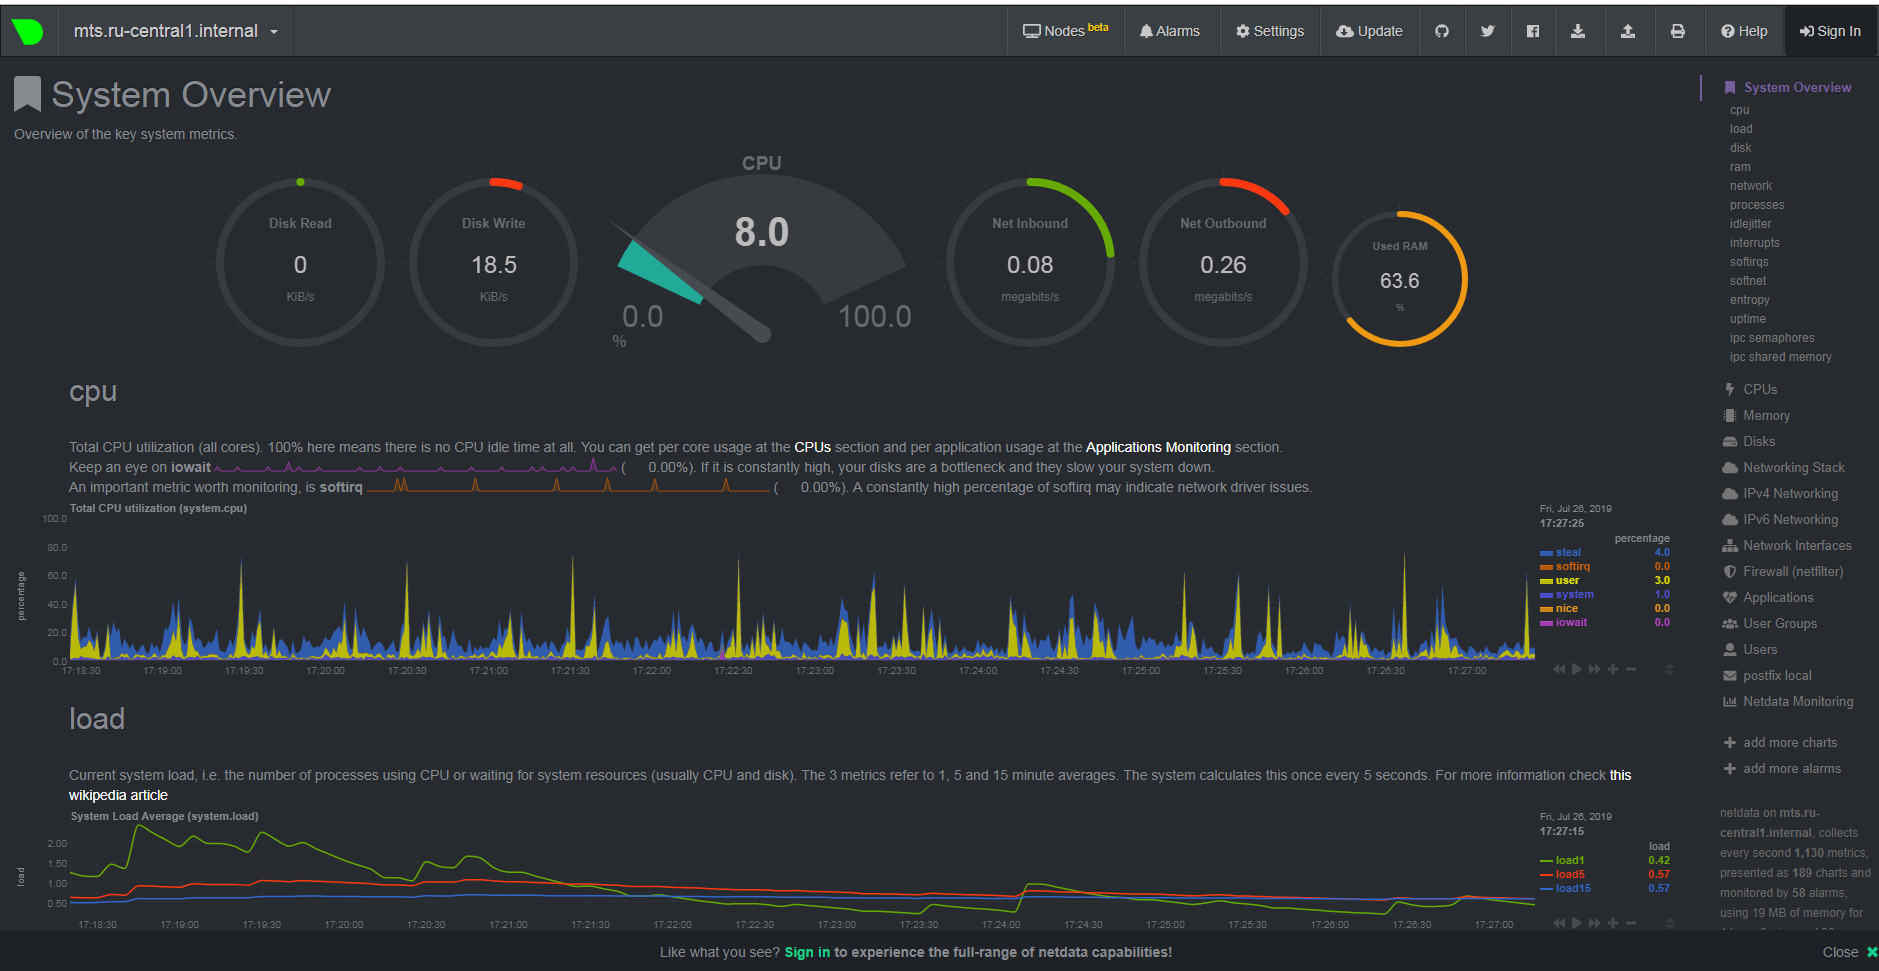 mts.ru-central1.internal
Nodes beta
Alarms
Settings
Update
Help
Sign In
System Overview
Overview of the key system metrics.
Disk Read
0
KiB/s
Disk Write
18.5
KiB/s
CPU
8.0
0.0
100.0
%
Net Inbound
0.08
megabits/s
Net Outbound
0.26
megabits/s
Used RAM
63.6
%
cpu
Total CPU utilization (all cores). 100% here means there is no CPU idle time at all. You can get per core usage at the CPUs section and per application usage at the Applications Monitoring section.
Keep an eye on iowait ( 0.00%). If it is constantly high, your disks are a bottleneck and they slow your system down.
An important metric worth monitoring, is softirq ( 0.00%). A constantly high percentage of softirq may indicate network driver issues.
Total CPU utilization (system.cpu)
percentage
100.0
80.0
60.0
40.0
20.0
0.0
17:18:30 17:19:00 17:19:30 17:20:00 17:20:30 17:21:00 17:21:30 17:22:00 17:22:30 17:23:00 17:23:30 17:24:00 17:24:30 17:25:00 17:25:30 17:26:00 17:26:30 17:27:00
Fri, Jul 26, 2019
17:27:25
percentage
steal 4.0
softirq 0.0
user 3.0
system 1.0
nice 0.0
iowait 0.0
load
Current system load, i.e. the number of processes using CPU or waiting for system resources (usually CPU and disk). The 3 metrics refer to 1, 5 and 15 minute averages. The system calculates this once every 5 seconds. For more information check this
wikipedia article
System Load Average (system.load)
load
2.00
1.50
1.00
0.50
17:18:30 17:19:00 17:19:30 17:20:00 17:20:30 17:21:00 17:21:30 17:22:00 17:22:30 17:23:00 17:23:30 17:24:00 17:24:30 17:25:00 17:25:30 17:26:00 17:26:30 17:27:00
Fri, Jul 26, 2019
17:27:15
load
load1 0.42
load5 0.57
load15 0.57
System Overview
cpu
load
disk
ram
network
processes
idlejitter
interrupts
softirqs
softnet
entropy
uptime
ipc semaphores
ipc shared memory
CPUs
Memory
Disks
Networking Stack
IPv4 Networking
IPv6 Networking
Network Interfaces
Firewall (netfilter)
Applications
User Groups
Users
postfix local
Netdata Monitoring
add more charts
add more alarms
netdata on mts.ru-
central1.internal, collects
every second 1,130 metrics,
presented as 189 charts and
monitored by 58 alarms,
using 19 MB of memory for
Like what you see? Sign in to experience the full-range of netdata capabilities!
Close